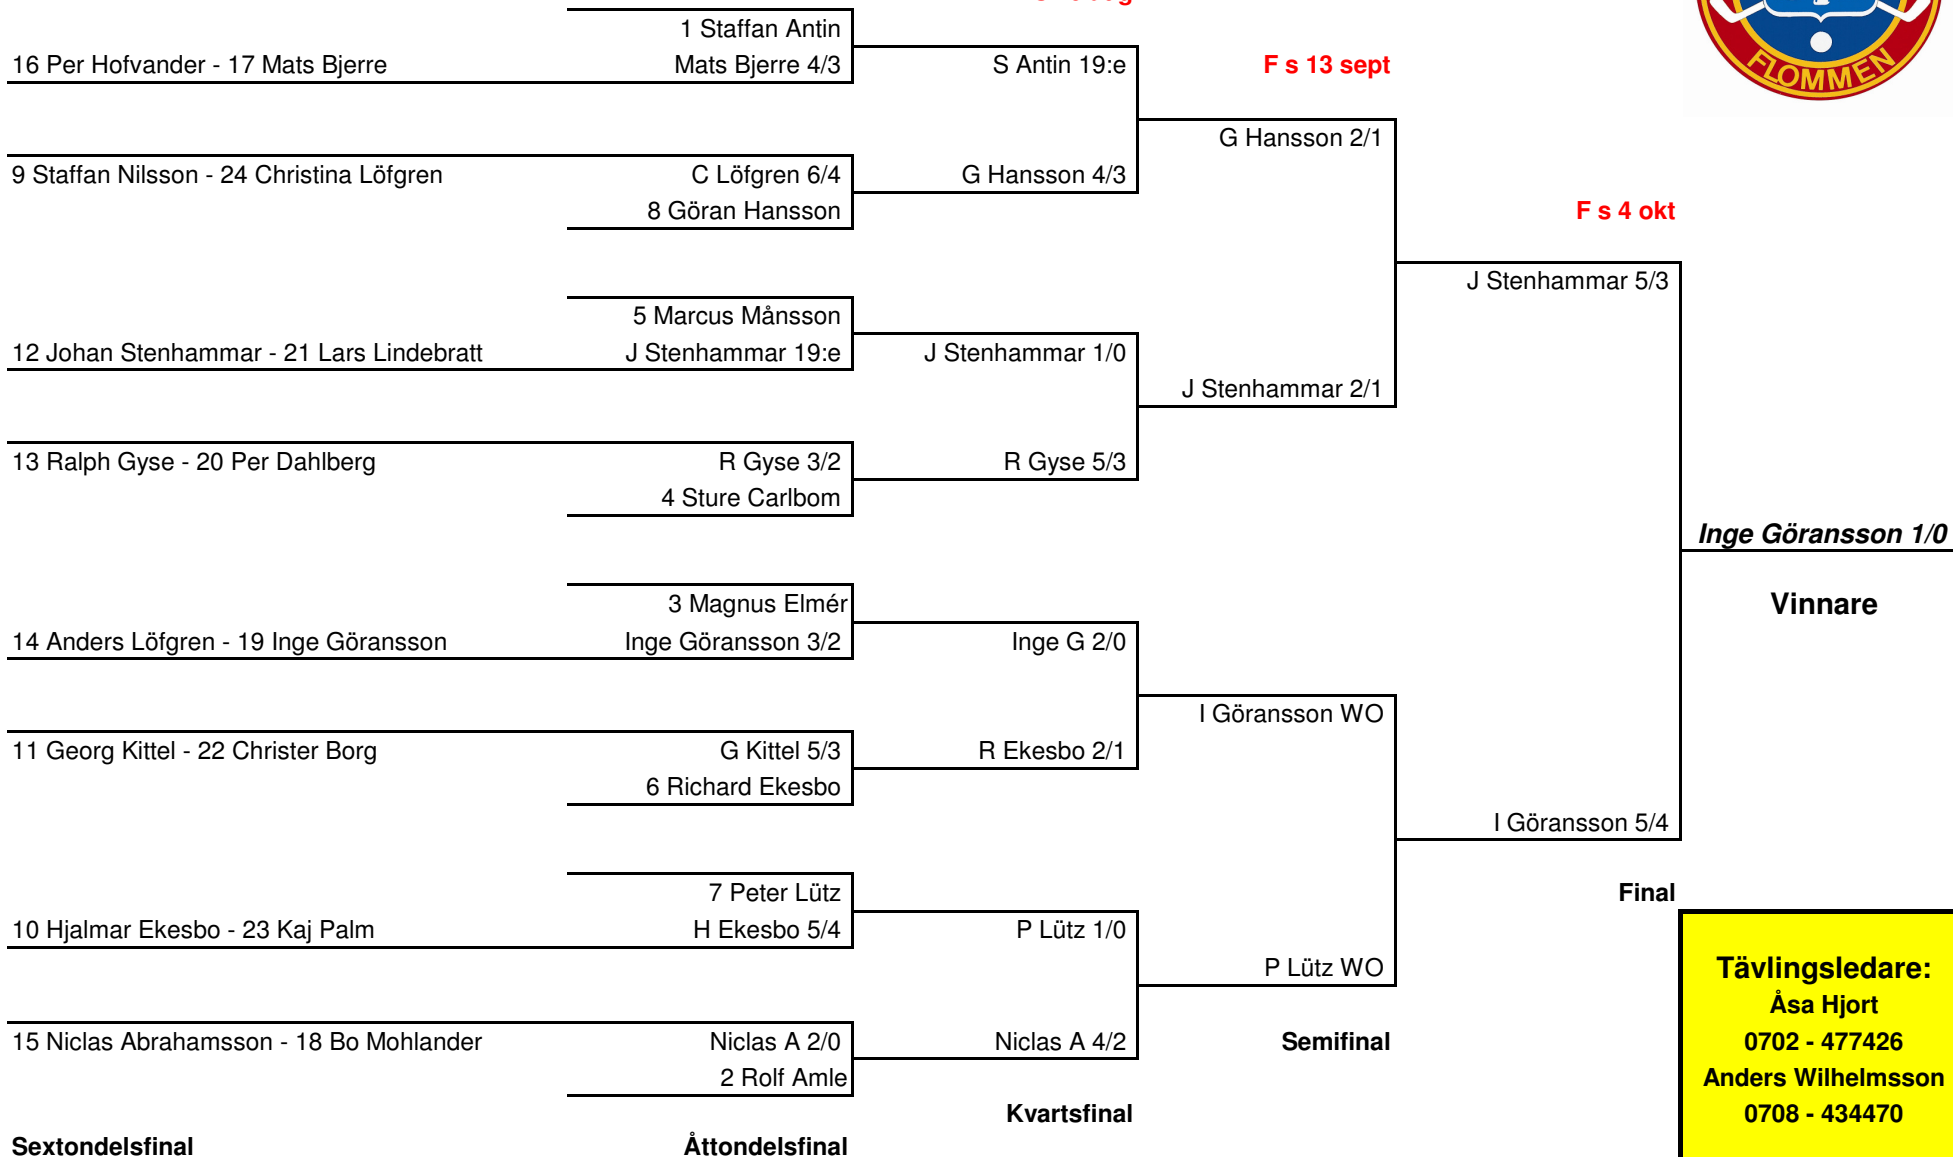 1 Staffan Antin
16 Per Hofvander - 17 Mats Bjerre
Mats Bjerre 4/3
S Antin 19:e
F s 13 sept
FLOMMEN
G Hansson 2/1
9 Staffan Nilsson - 24 Christina Löfgren
C Löfgren 6/4
G Hansson 4/3
8 Göran Hansson
F s 4 okt
J Stenhammar 5/3
5 Marcus Månsson
12 Johan Stenhammar - 21 Lars Lindebratt
J Stenhammar 19:e
J Stenhammar 1/0
J Stenhammar 2/1
13 Ralph Gyse - 20 Per Dahlberg
R Gyse 3/2
R Gyse 5/3
4 Sture Carlbom
Inge Göransson 1/0
3 Magnus Elmér
Vinnare
14 Anders Löfgren - 19 Inge Göransson
Inge Göransson 3/2
Inge G 2/0
I Göransson WO
11 Georg Kittel - 22 Christer Borg
G Kittel 5/3
R Ekesbo 2/1
6 Richard Ekesbo
I Göransson 5/4
7 Peter Lütz
Final
10 Hjalmar Ekesbo - 23 Kaj Palm
H Ekesbo 5/4
P Lütz 1/0
P Lütz WO
Tävlingsledare:
Åsa Hjort
15 Niclas Abrahamsson - 18 Bo Mohlander
Niclas A 2/0
Niclas A 4/2
Semifinal
0702 - 477426
2 Rolf Amle
Anders Wilhelmsson
Kvartsfinal
0708 - 434470
Sextondelsfinal
Åttondelsfinal